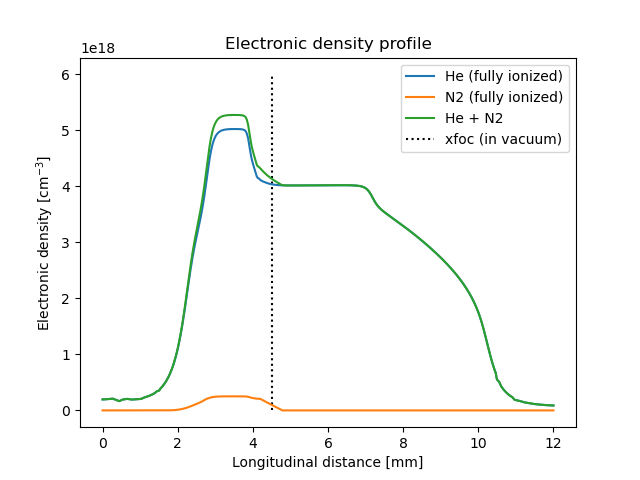 Electronic density profile
1e18
6
5
4
3
2
1
0
Electronic density [cm⁻³]
He (fully ionized)
N2 (fully ionized)
He + N2
xfoc (in vacuum)
0 2 4 6 8 10 12
Longitudinal distance [mm]